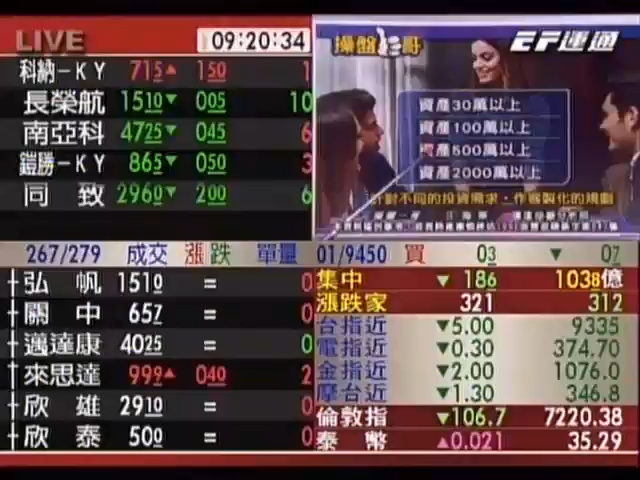 LIVE
09:20:34
科納－KY 715▲ 150 1
長榮航 1510▼ 005 10
南亞科 4725▼ 045 6
鎧勝－KY 865▼ 050 3
同 致 2960▼ 200 6
操盤 哥
EF運通
資產30萬以上
資產100萬以上
資產500萬以上
資產2000萬以上
針對不同的投資需求，作客製化的規劃
267/279 成交 漲跌 單量
弘 帆 1510 = 0
關 中 657 = 0
邁達康 4025 = 0
來思達 999▲ 040 2
欣 雄 2910 = 0
欣 泰 500 = 0
01/9450 買 03 ▼ 07
集中 ▼ 186 1038億
漲跌家 321 312
台指近 ▼5.00 9335
電指近 ▼0.30 374.70
金指近 ▼2.00 1076.0
摩台近 ▼1.30 346.8
倫敦指 ▼106.7 7220.38
泰 幣 ▲0.021 35.29